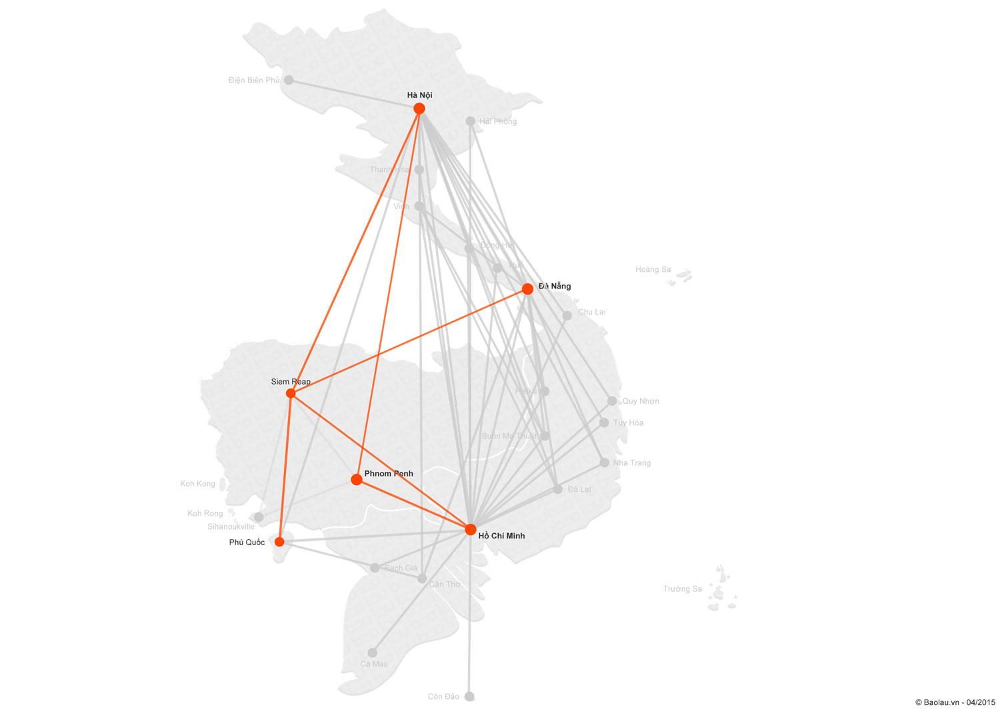 Điện Biên Phủ
Hà Nội
Hải Phòng
Thanh Hóa
Vinh
Đồng Hới
Huế
Hoàng Sa
Đà Nẵng
Chu Lai
Siem Reap
Pleiku
Quy Nhơn
Tuy Hóa
Buôn Ma Thuột
Nha Trang
Phnom Penh
Koh Kong
Đà Lạt
Koh Rong
Sihanoukville
Hồ Chí Minh
Phú Quốc
Rạch Giá
Cần Thơ
Trường Sa
Cà Mau
Côn Đảo
© Baolau.vn - 04/2015